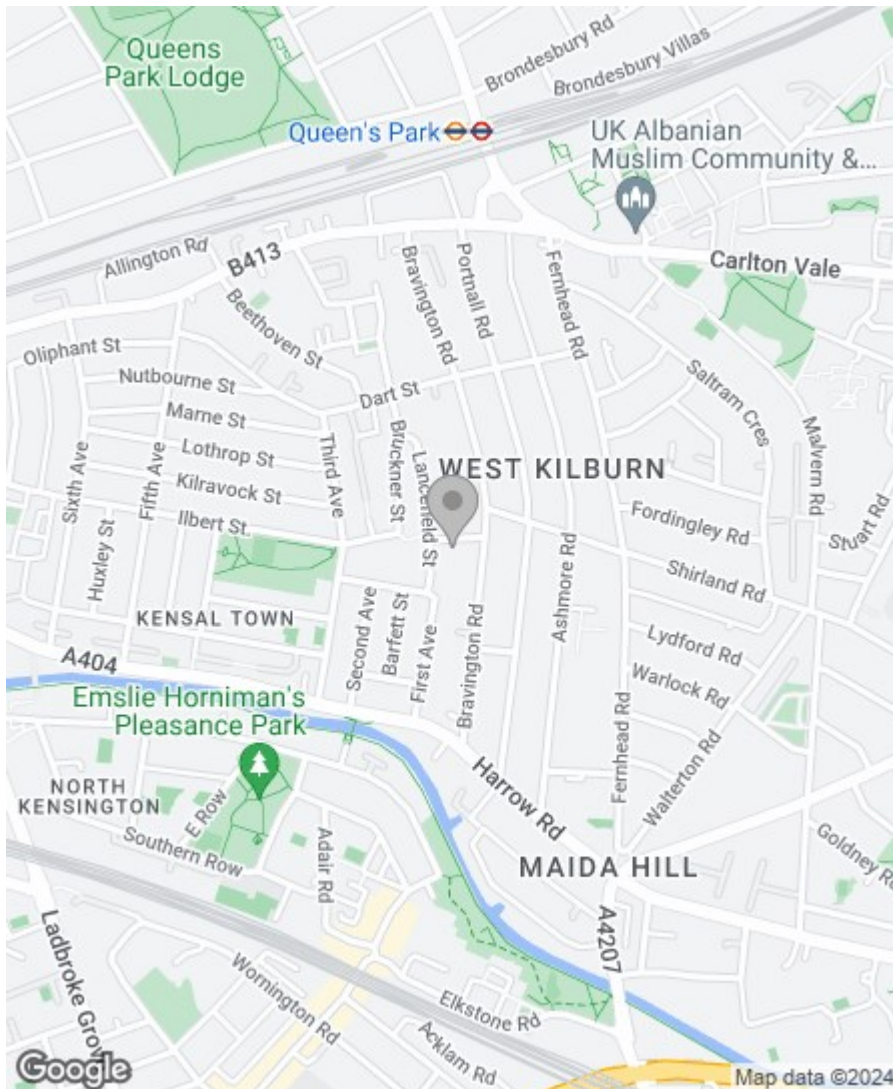 Queens
Park Lodge
Brondesbury Rd
Brondesbury Villas
Queen's Park
UK Albanian
Muslim Community &...
Allington Rd
B413
Carlton Vale
Bravington Rd
Portnall Rd
Fernhead Rd
Beethoven St
Oliphant St
Nutbourne St
Dart St
Saltram Cres
Marne St
Malvern Rd
Lothrop St
Third Ave
Bruckner St
Lancefield St
WEST KILBURN
Sixth Ave
Fifth Ave
Kilravock St
Fordingley Rd
Stuart Rd
Ilbert St
Huxley St
Ashmore Rd
Shirland Rd
KENSAL TOWN
Second Ave
Barfett St
First Ave
Bravington Rd
Lydford Rd
A404
Warlock Rd
Emslie Horniman's
Pleasance Park
Fernhead Rd
Walterton Rd
NORTH
KENSINGTON
E Row
Harrow Rd
Southern Row
Adair Rd
MAIDA HILL
Goldney Rd
Ladbroke Grov
A4207
Wornington Rd
Elkstone Rd
Acklam Rd
Google
Map data ©2024